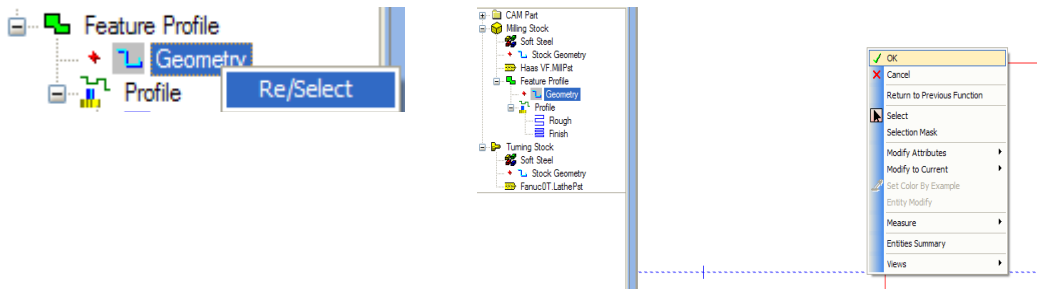 Feature Profile
Geometry
Re/Select
Profile
CAM Part
Milling Stock
Soft Steel
Stock Geometry
Haas VF.MillPst
Feature Profile
Geometry
Profile
Rough
Finish
Turning Stock
Soft Steel
Stock Geometry
Fanuc0T.LathePst
OK
Cancel
Return to Previous Function
Select
Selection Mask
Modify Attributes
Modify to Current
Set Color By Example
Entity Modify
Measure
Entities Summary
Views